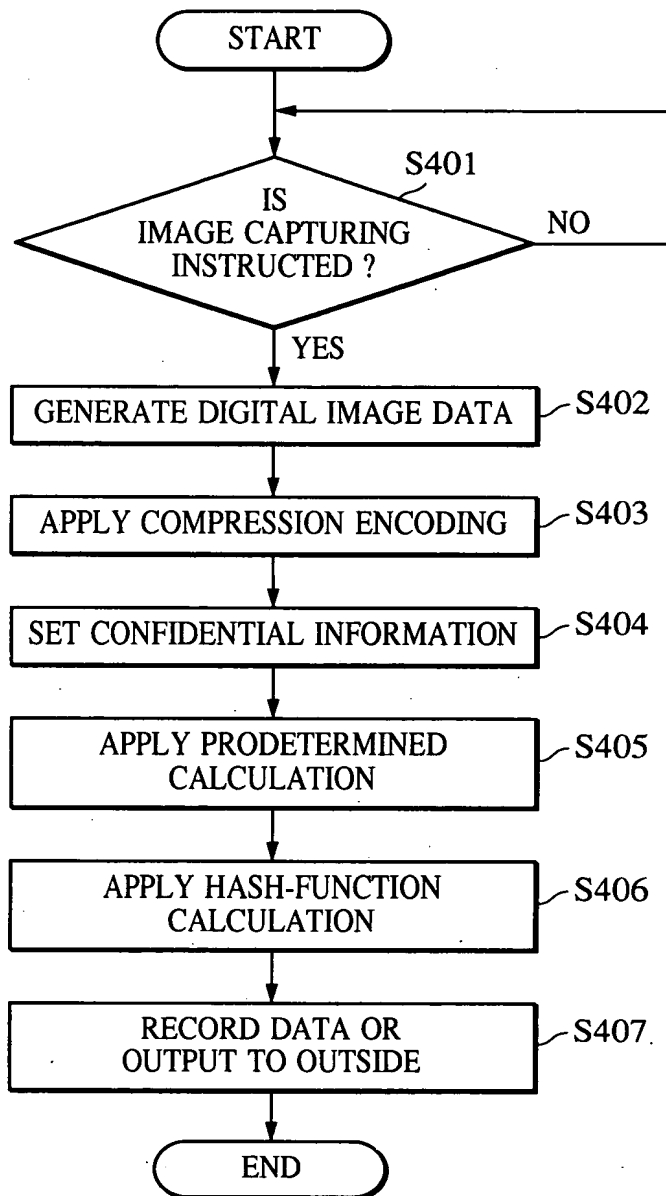 START
S401
IS
IMAGE CAPTURING
INSTRUCTED ?
NO
YES
GENERATE DIGITAL IMAGE DATA
S402
APPLY COMPRESSION ENCODING
S403
SET CONFIDENTIAL INFORMATION
S404
APPLY PRODETERMINED
CALCULATION
S405
APPLY HASH-FUNCTION
CALCULATION
S406
RECORD DATA OR
OUTPUT TO OUTSIDE
S407
END